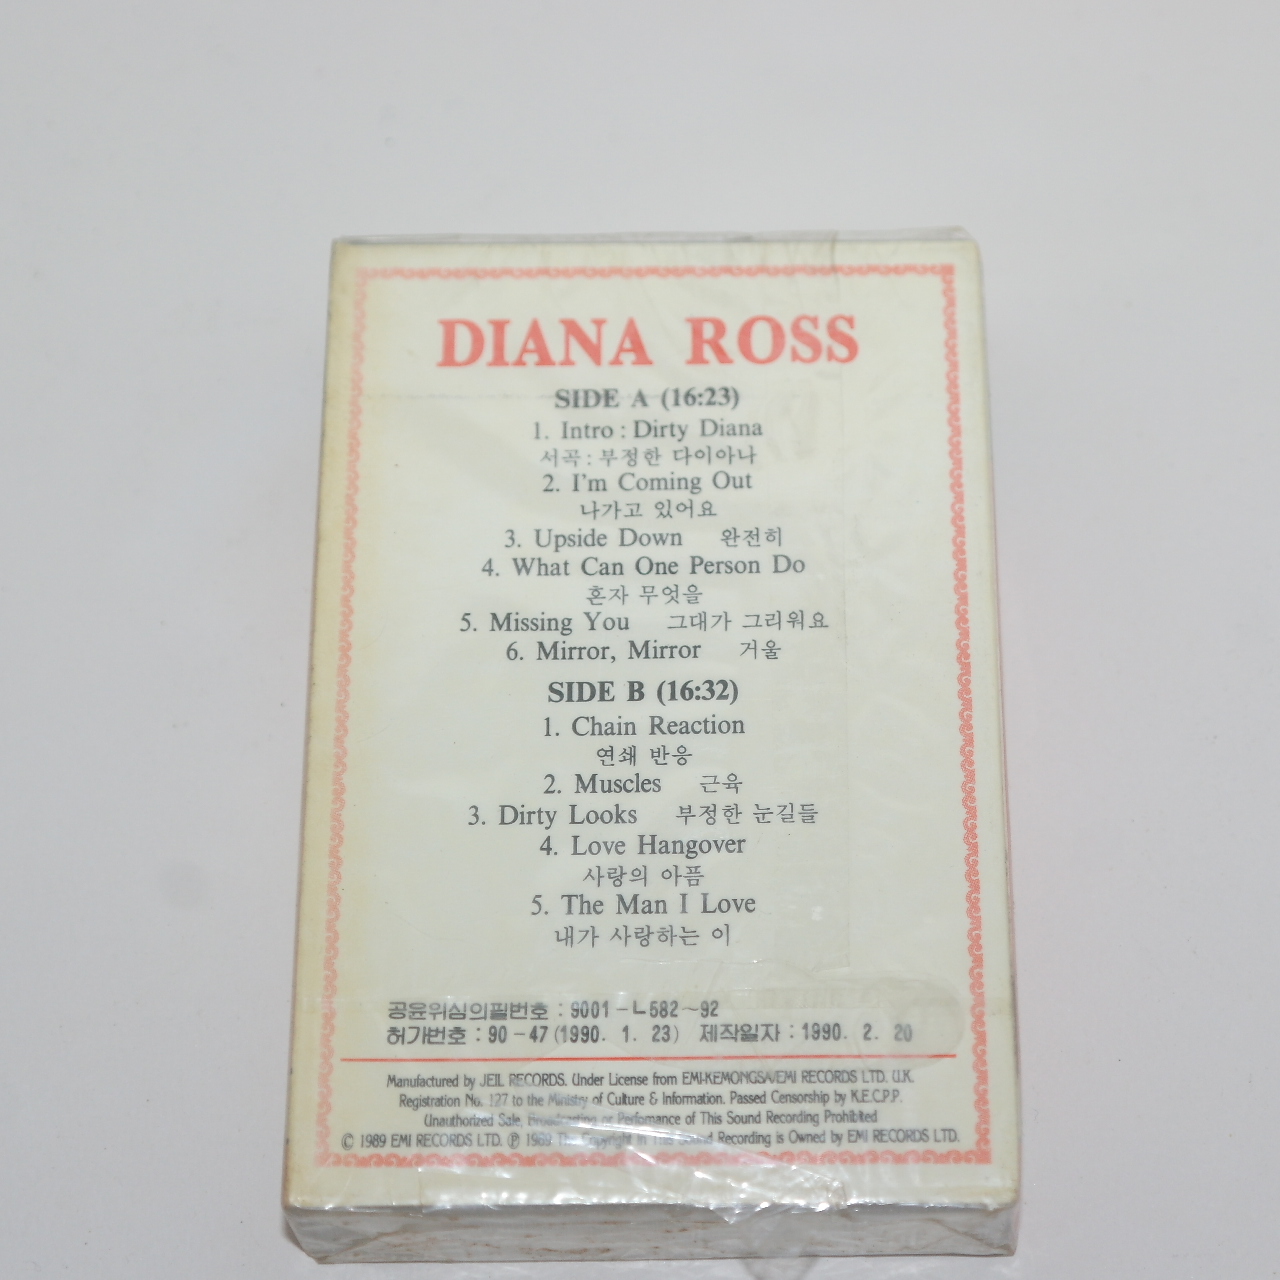 DIANA ROSS
SIDE A (16:23)
1. Intro : Dirty Diana
서곡 : 부정한 다이아나
2. I'm Coming Out
나가고 있어요
3. Upside Down 완전히
4. What Can One Person Do
혼자 무엇을
5. Missing You 그대가 그리워요
6. Mirror, Mirror 거울
SIDE B (16:32)
1. Chain Reaction
연쇄 반응
2. Muscles 근육
3. Dirty Looks 부정한 눈길들
4. Love Hangover
사랑의 아픔
5. The Man I Love
내가 사랑하는 이
공윤위심의필번호 : 9001-ㄴ582~92
허가번호 : 90-47 (1990. 1. 23) 제작일자 : 1990. 2. 20
Manufactured by JEIL RECORDS. Under License from EMI-KEMONGSA/EMI RECORDS LTD. U.K.
Registration No. 127 to the Ministry of Culture & Information. Passed Censorship by K.E.C.P.P.
Unauthorized Sale, Broadcasting or Perfomance of This Sound Recording Prohibited
© 1989 EMI RECORDS LTD. ℗ 1989 The Copyright in This Sound Recording is Owned by EMI RECORDS LTD.